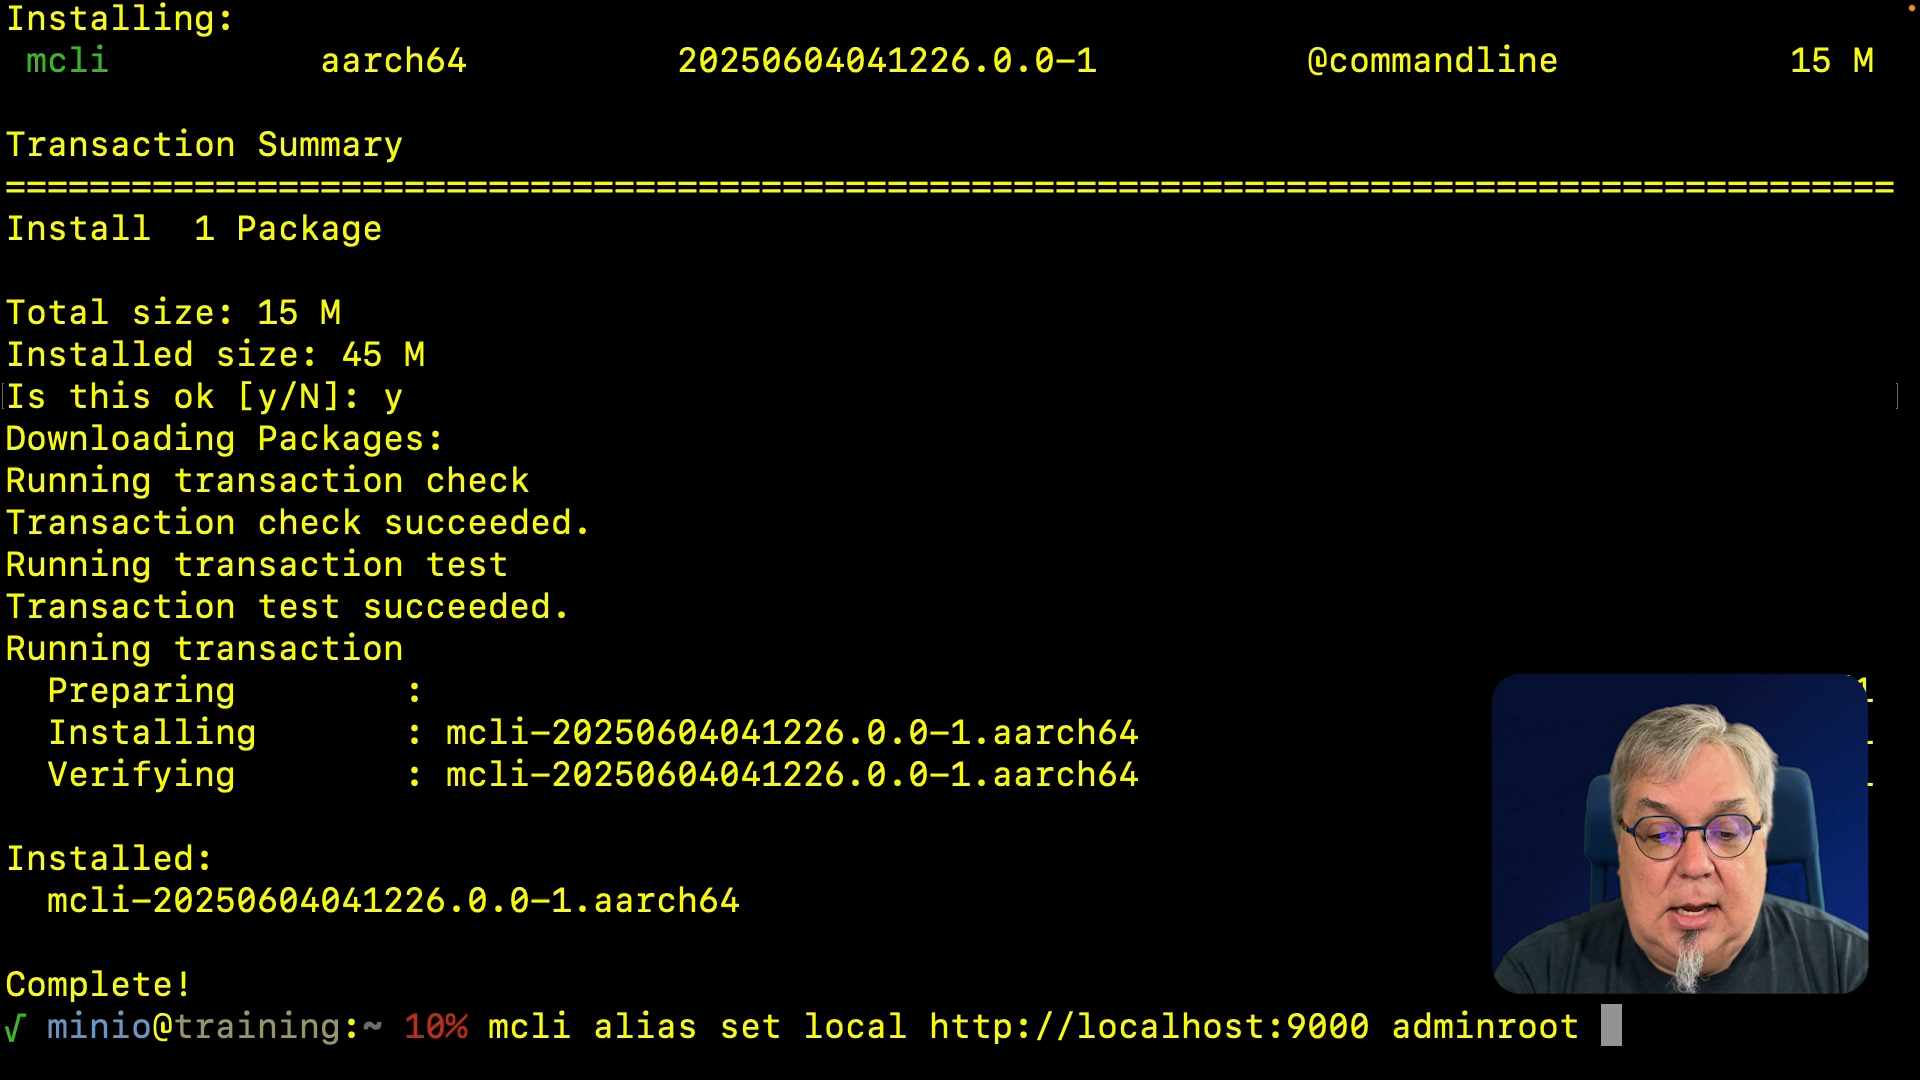 Installing:
mcli aarch64 20250604041226.0.0-1 @commandline 15 M
Transaction Summary
==========================================================================================
Install 1 Package
Total size: 15 M
Installed size: 45 M
Is this ok [y/N]: y
Downloading Packages:
Running transaction check
Transaction check succeeded.
Running transaction test
Transaction test succeeded.
Running transaction
Preparing :
Installing : mcli-20250604041226.0.0-1.aarch64
Verifying : mcli-20250604041226.0.0-1.aarch64
Installed:
mcli-20250604041226.0.0-1.aarch64
Complete!
√ minio@training:~ 10% mcli alias set local http://localhost:9000 adminroot